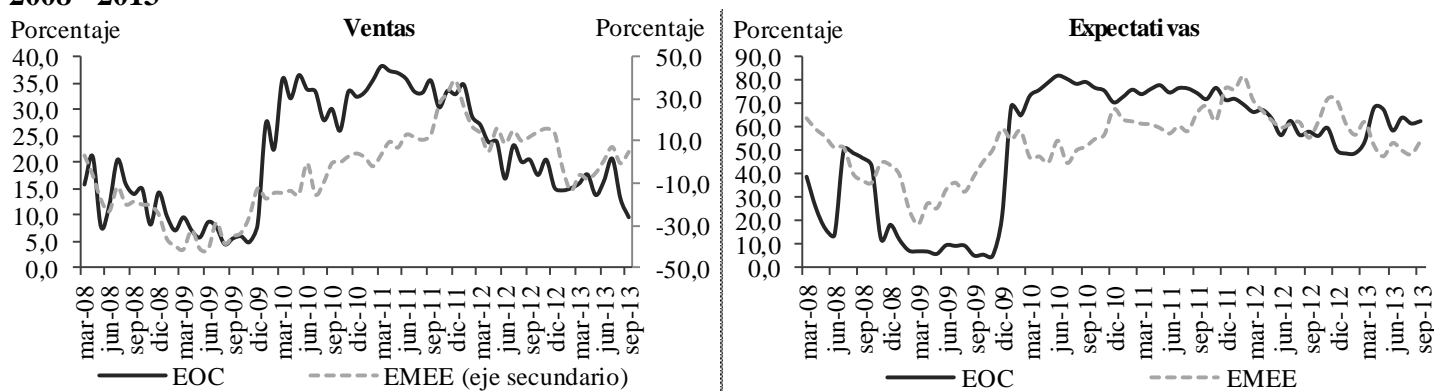 2008 - 2013
Porcentaje
Ventas
Porcentaje
40,0
35,0
30,0
25,0
20,0
15,0
10,0
5,0
0,0
50,0
30,0
10,0
-10,0
-30,0
-50,0
mar-08
jun-08
sep-08
dic-08
mar-09
jun-09
sep-09
dic-09
mar-10
jun-10
sep-10
dic-10
mar-11
jun-11
sep-11
dic-11
mar-12
jun-12
sep-12
dic-12
mar-13
jun-13
sep-13
EOC
EMEE (eje secundario)
Porcentaje
Expectativas
90,0
80,0
70,0
60,0
50,0
40,0
30,0
20,0
10,0
0,0
mar-08
jun-08
sep-08
dic-08
mar-09
jun-09
sep-09
dic-09
mar-10
jun-10
sep-10
dic-10
mar-11
jun-11
sep-11
dic-11
mar-12
jun-12
sep-12
dic-12
mar-13
jun-13
sep-13
EOC
EMEE